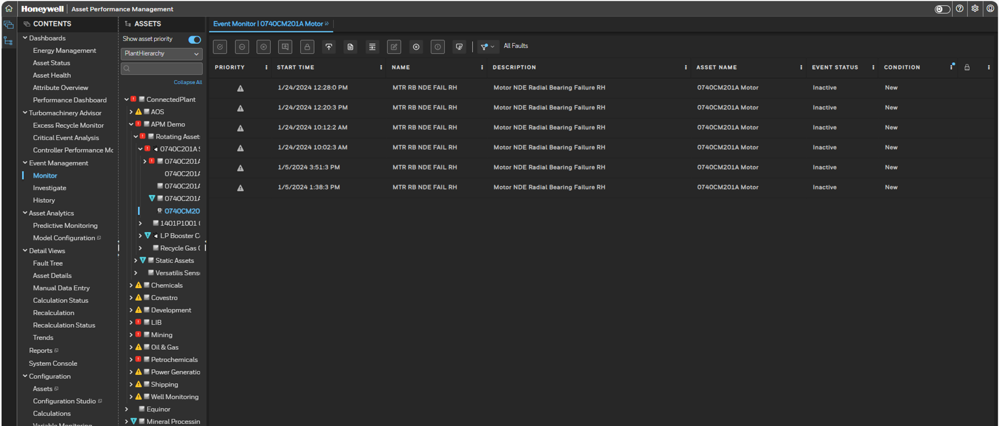 Honeywell | Asset Performance Management
CONTENTS
Dashboards
Energy Management
Asset Status
Asset Health
Attribute Overview
Performance Dashboard
Turbomachinery Advisor
Excess Recycle Monitor
Critical Event Analysis
Controller Performance Mc
Event Management
Monitor
Investigate
History
Asset Analytics
Predictive Monitoring
Model Configuration
Detail Views
Fault Tree
Asset Details
Manual Data Entry
Calculation Status
Recalculation
Recalculation Status
Trends
Reports
System Console
Configuration
Assets
Configuration Studio
Calculations
Variable Monitoring
ASSETS
Show asset priority
PlantHierarchy
Collapse All
ConnectedPlant
AOS
APM Demo
Rotating Asset
0740C201A S
0740C201A
0740C201A
0740C201A
0740C201A
0740CM20
1401P1001
LP Booster C
Recycle Gas
Static Assets
Versatilis Sens
Chemicals
Covestro
Development
LIB
Mining
Oil & Gas
Petrochemicals
Power Generatio
Shipping
Well Monitoring
Equinor
Mineral Processin
Event Monitor | 0740CM201A Motor
All Faults
PRIORITY START TIME NAME DESCRIPTION ASSET NAME EVENT STATUS CONDITION
1/24/2024 12:28:0 PM MTR RB NDE FAIL RH Motor NDE Radial Bearing Failure RH 0740CM201A Motor Inactive New
1/24/2024 12:20:3 PM MTR RB NDE FAIL RH Motor NDE Radial Bearing Failure RH 0740CM201A Motor Inactive New
1/24/2024 10:12:2 AM MTR RB NDE FAIL RH Motor NDE Radial Bearing Failure RH 0740CM201A Motor Inactive New
1/24/2024 10:02:3 AM MTR RB NDE FAIL RH Motor NDE Radial Bearing Failure RH 0740CM201A Motor Inactive New
1/5/2024 3:51:3 PM MTR RB NDE FAIL RH Motor NDE Radial Bearing Failure RH 0740CM201A Motor Inactive New
1/5/2024 1:38:3 PM MTR RB NDE FAIL RH Motor NDE Radial Bearing Failure RH 0740CM201A Motor Inactive New